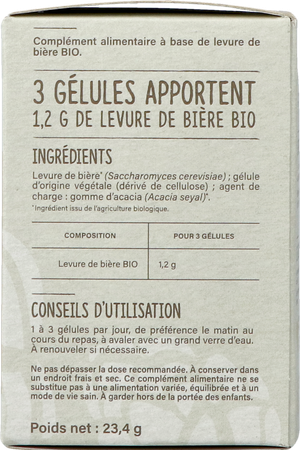 Complément alimentaire à base de levure de
bière BIO.
3 GÉLULES APPORTENT
1,2 G DE LEVURE DE BIÈRE BIO
INGRÉDIENTS
Levure de bière* (Saccharomyces cerevisiae) ; gélule
d'origine végétale (dérivé de cellulose) ; agent de
charge : gomme d'acacia (Acacia seyal)*.
*Ingrédient issu de l'agriculture biologique.
COMPOSITION POUR 3 GÉLULES
Levure de bière BIO 1,2 g
CONSEILS D'UTILISATION
1 à 3 gélules par jour, de préférence le matin au
cours du repas, à avaler avec un grand verre d'eau.
À renouveler si nécessaire.
Ne pas dépasser la dose recommandée. À conserver dans
un endroit frais et sec. Ce complément alimentaire ne se
substitue pas à une alimentation variée, équilibrée et à un
mode de vie sain. À garder hors de la portée des enfants.
Poids net : 23,4 g